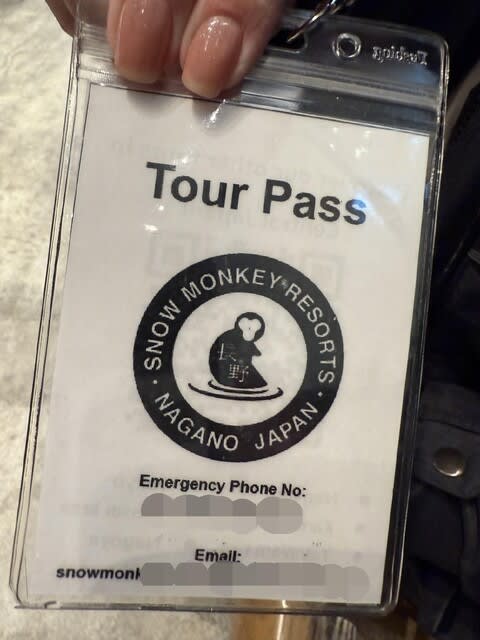 Tour Pass
SNOW MONKEY RESORTS
長野
NAGANO JAPAN
Emergency Phone No:
Email:
snowmonk